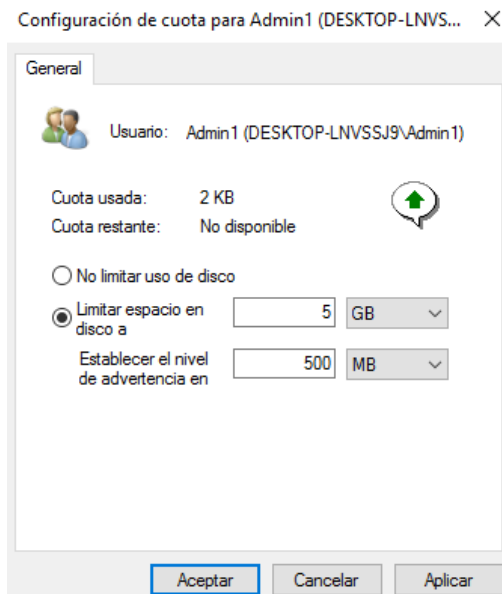 Configuración de cuota para Admin1 (DESKTOP-LNVS...
General
Usuario: Admin1 (DESKTOP-LNVSSJ9\Admin1)
Cuota usada: 2 KB
Cuota restante: No disponible
No limitar uso de disco
Limitar espacio en disco a 5 GB
Establecer el nivel de advertencia en 500 MB
Aceptar Cancelar Aplicar